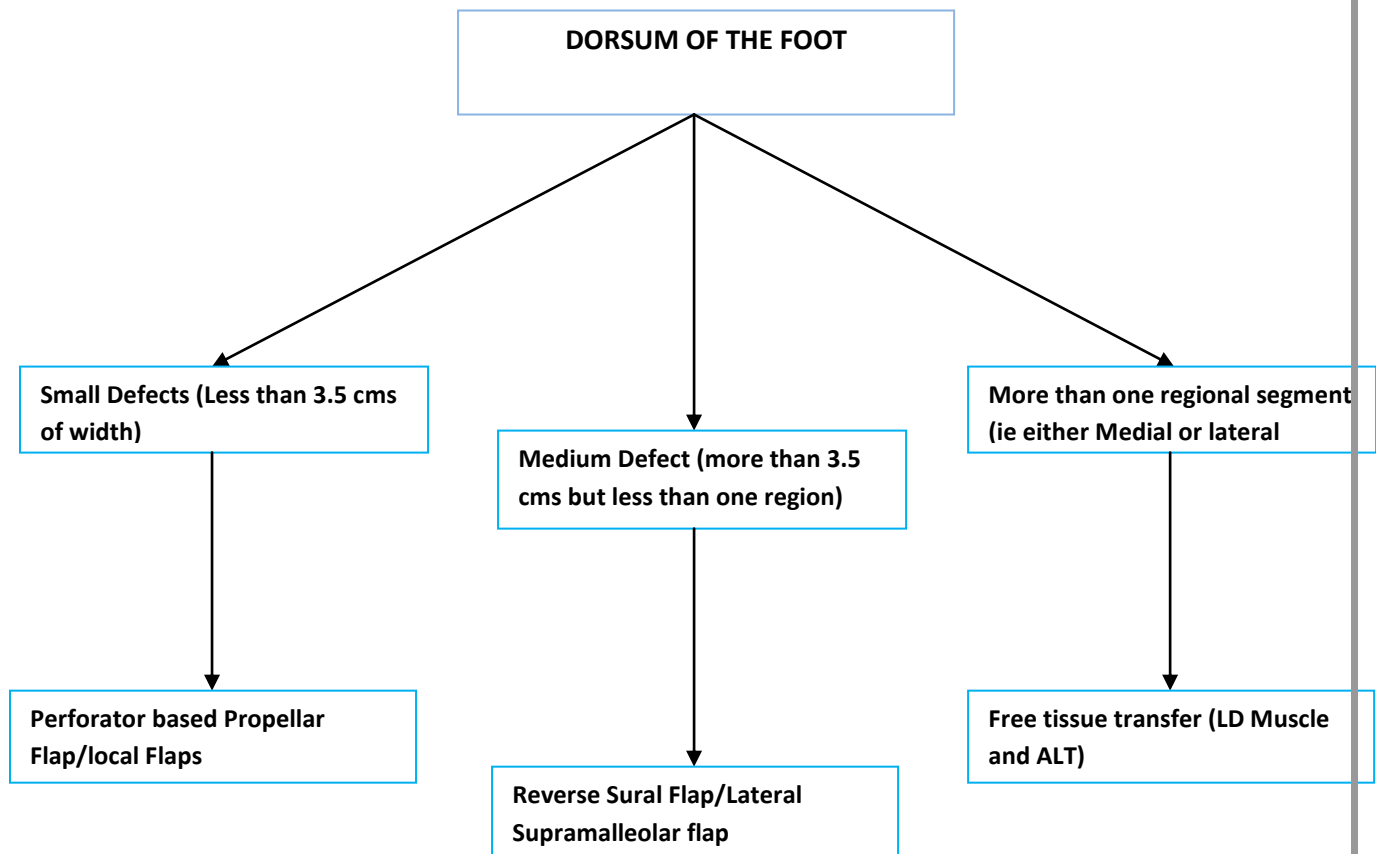 DORSUM OF THE FOOT
Small Defects (Less than 3.5 cms
of width)
Medium Defect (more than 3.5
cms but less than one region)
More than one regional segment
(ie either Medial or lateral
Perforator based Propellar
Flap/local Flaps
Reverse Sural Flap/Lateral
Supramalleolar flap
Free tissue transfer (LD Muscle
and ALT)